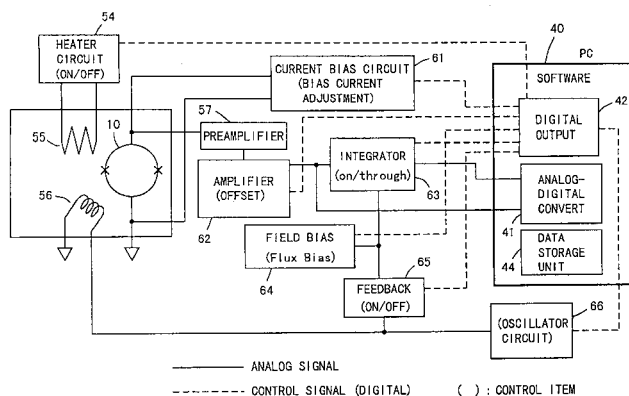 54
HEATER
CIRCUIT
(ON/OFF)
61
CURRENT BIAS CIRCUIT
(BIAS CURRENT
ADJUSTMENT)
40
PC
SOFTWARE
42
DIGITAL
OUTPUT
57
PREAMPLIFIER
10
55
56
AMPLIFIER
(OFFSET)
62
INTEGRATOR
(on/through)
63
ANALOG-
DIGITAL
CONVERT
41
DATA
STORAGE
UNIT
44
FIELD BIAS
(Flux Bias)
64
65
FEEDBACK
(ON/OFF)
66
(OSCILLATOR
CIRCUIT)
ANALOG SIGNAL
CONTROL SIGNAL (DIGITAL)
( ) : CONTROL ITEM